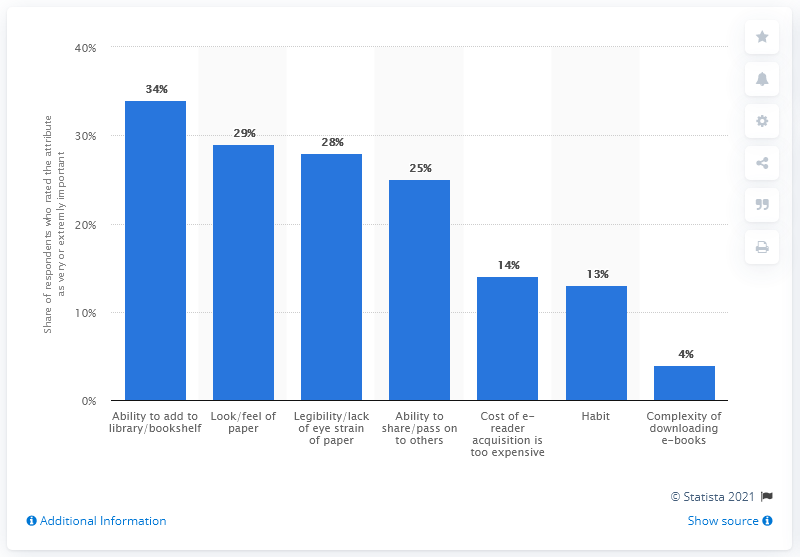 40%
30%
20%
10%
0%
Share of respondents who rated the attribute
as very or extremly important
34%
29%
28%
25%
14%
13%
4%
Ability to add to
library/bookshelf
Look/feel of
paper
Legibility/lack
of eye strain
of paper
Ability to
share/pass on
to others
Cost of e-
reader
acquisition is
too expensive
Habit
Complexity of
downloading
e-books
© Statista 2021
Additional Information
Show source